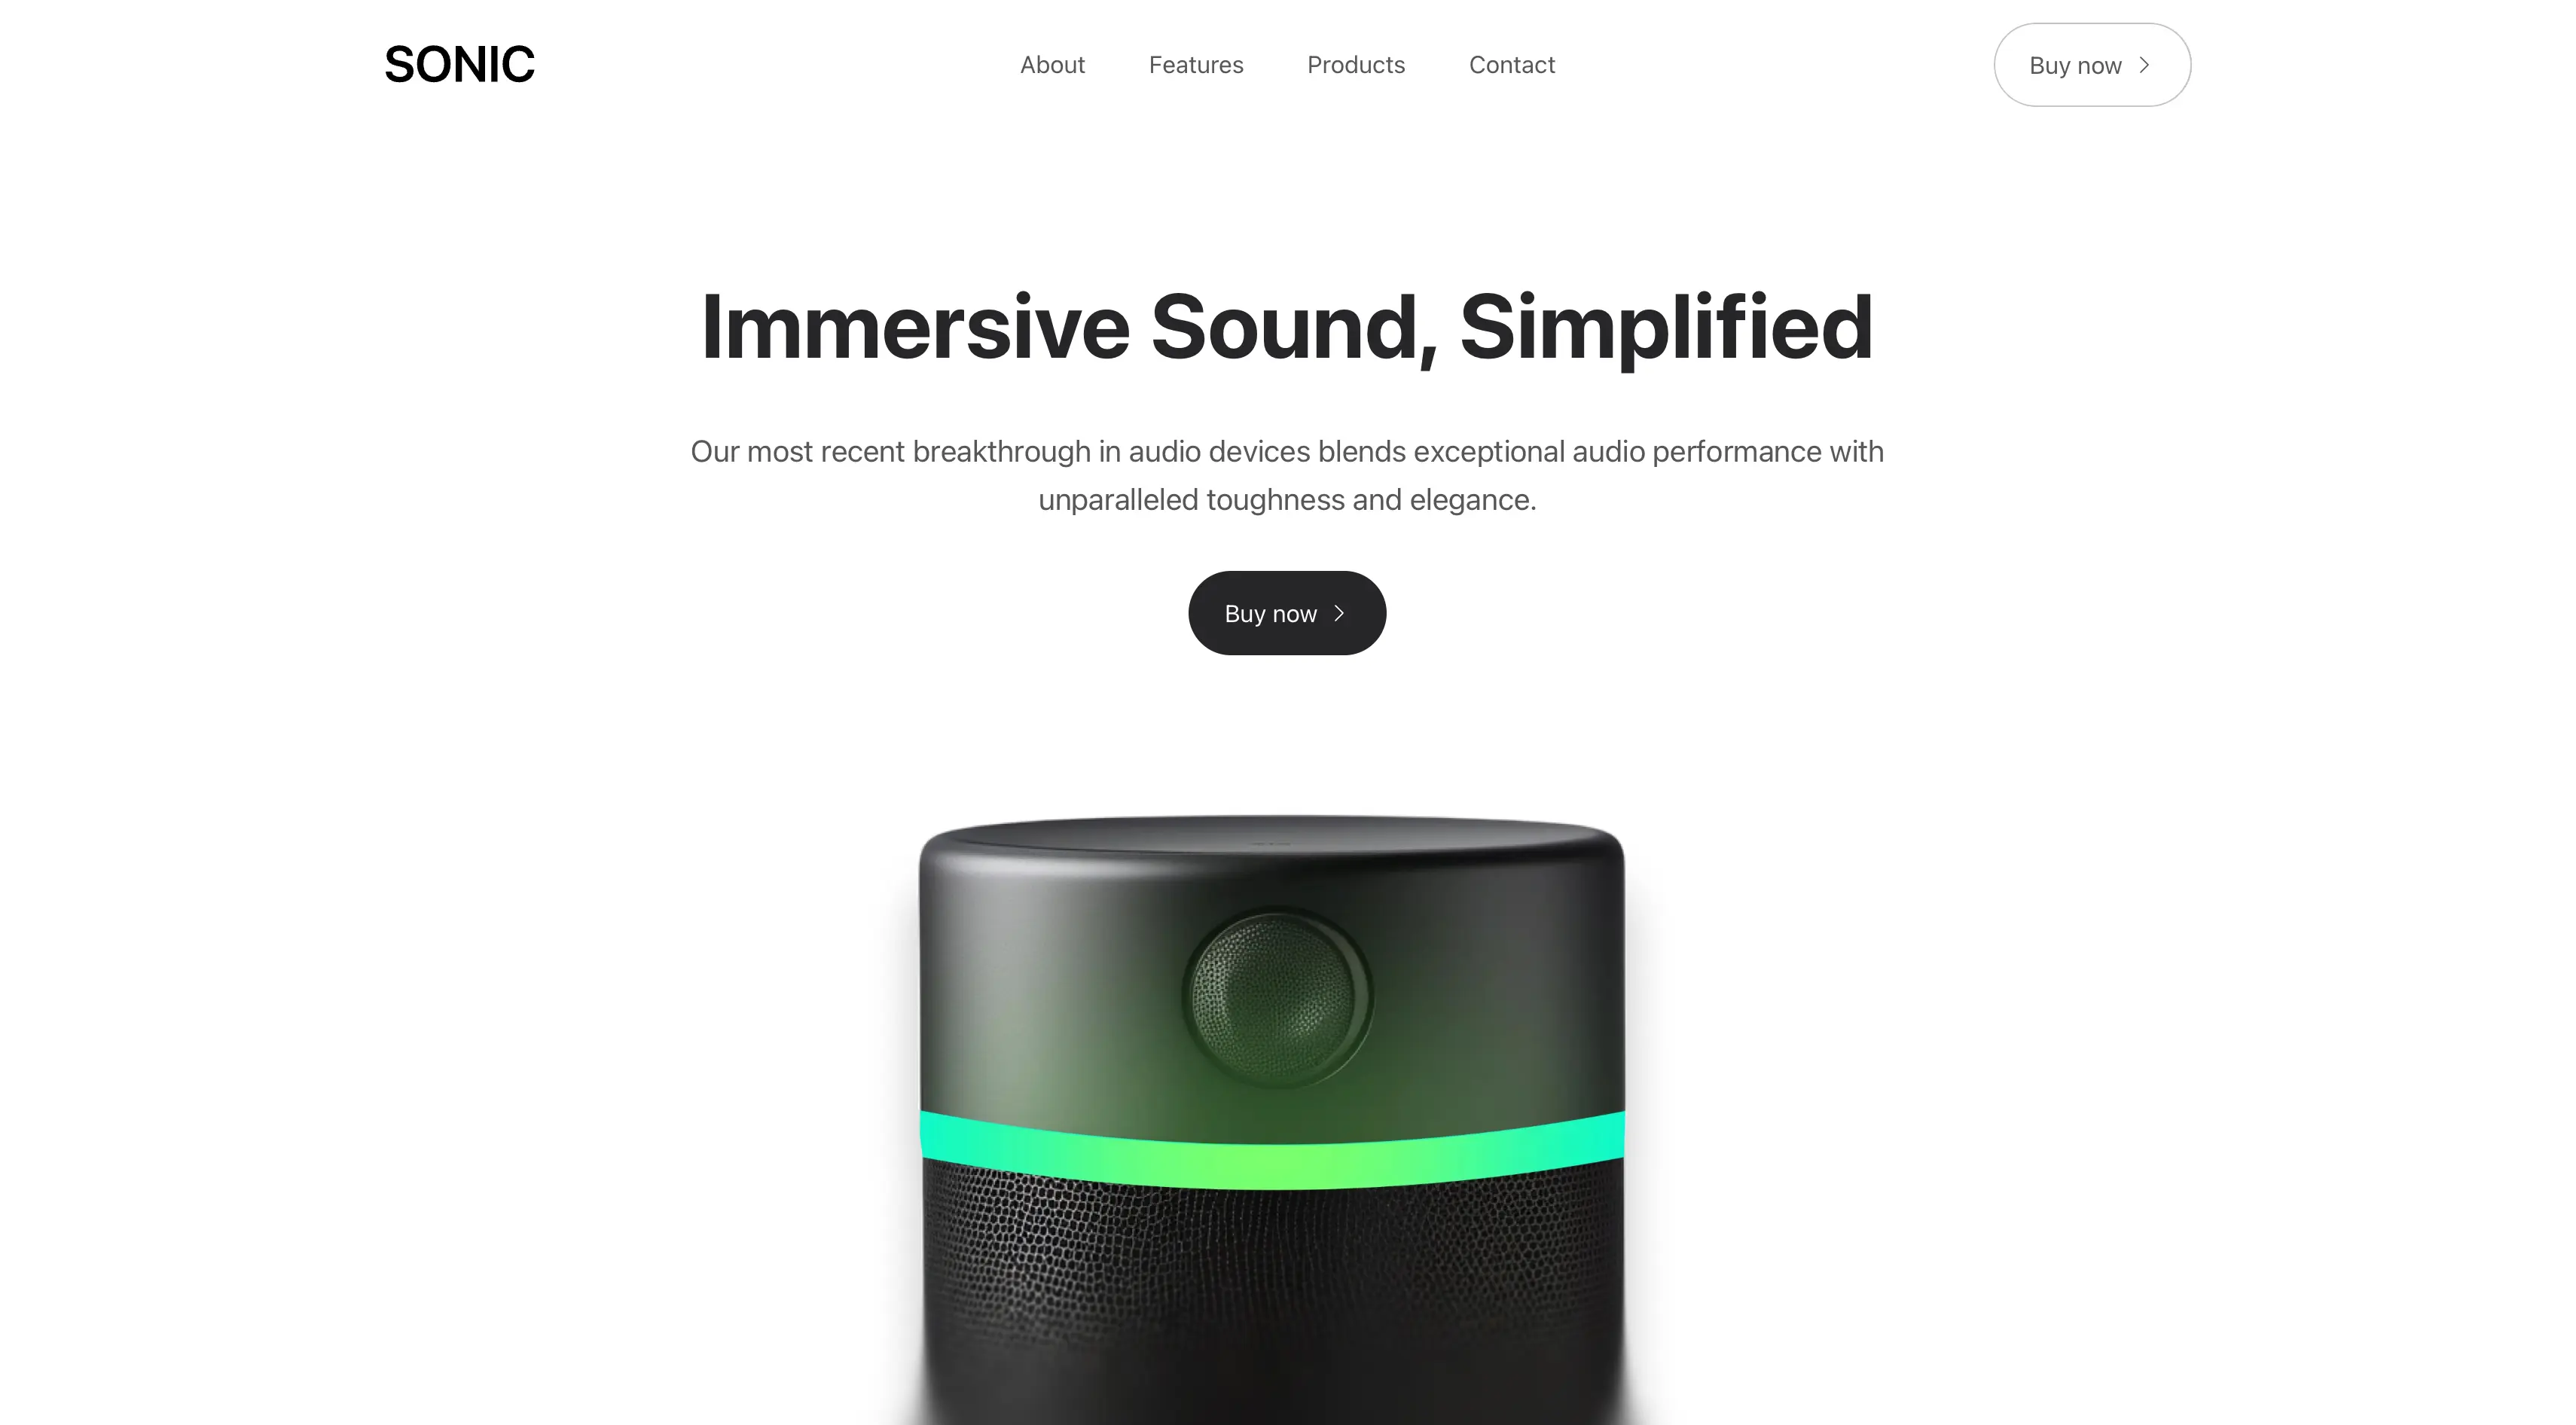 SONIC
About
Features
Products
Contact
Buy now
Immersive Sound, Simplified
Our most recent breakthrough in audio devices blends exceptional audio performance with
unparalleled toughness and elegance.
Buy now